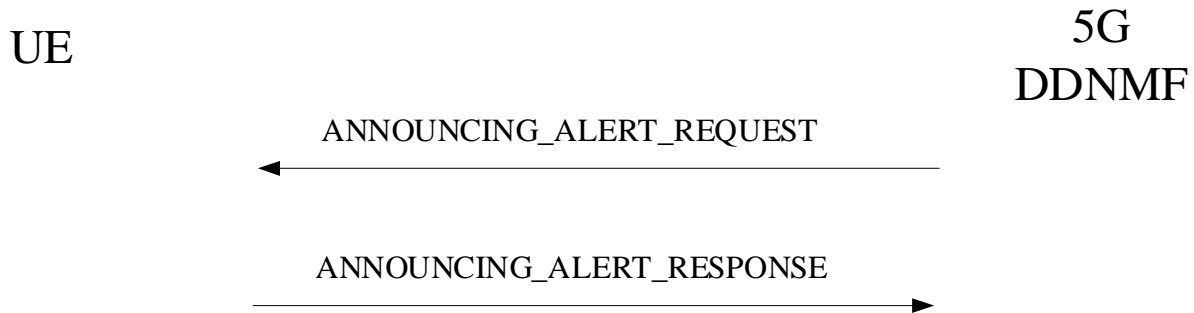 UE
5G
DDNMF
ANNOUNCING_ALERT_REQUEST
ANNOUNCING_ALERT_RESPONSE